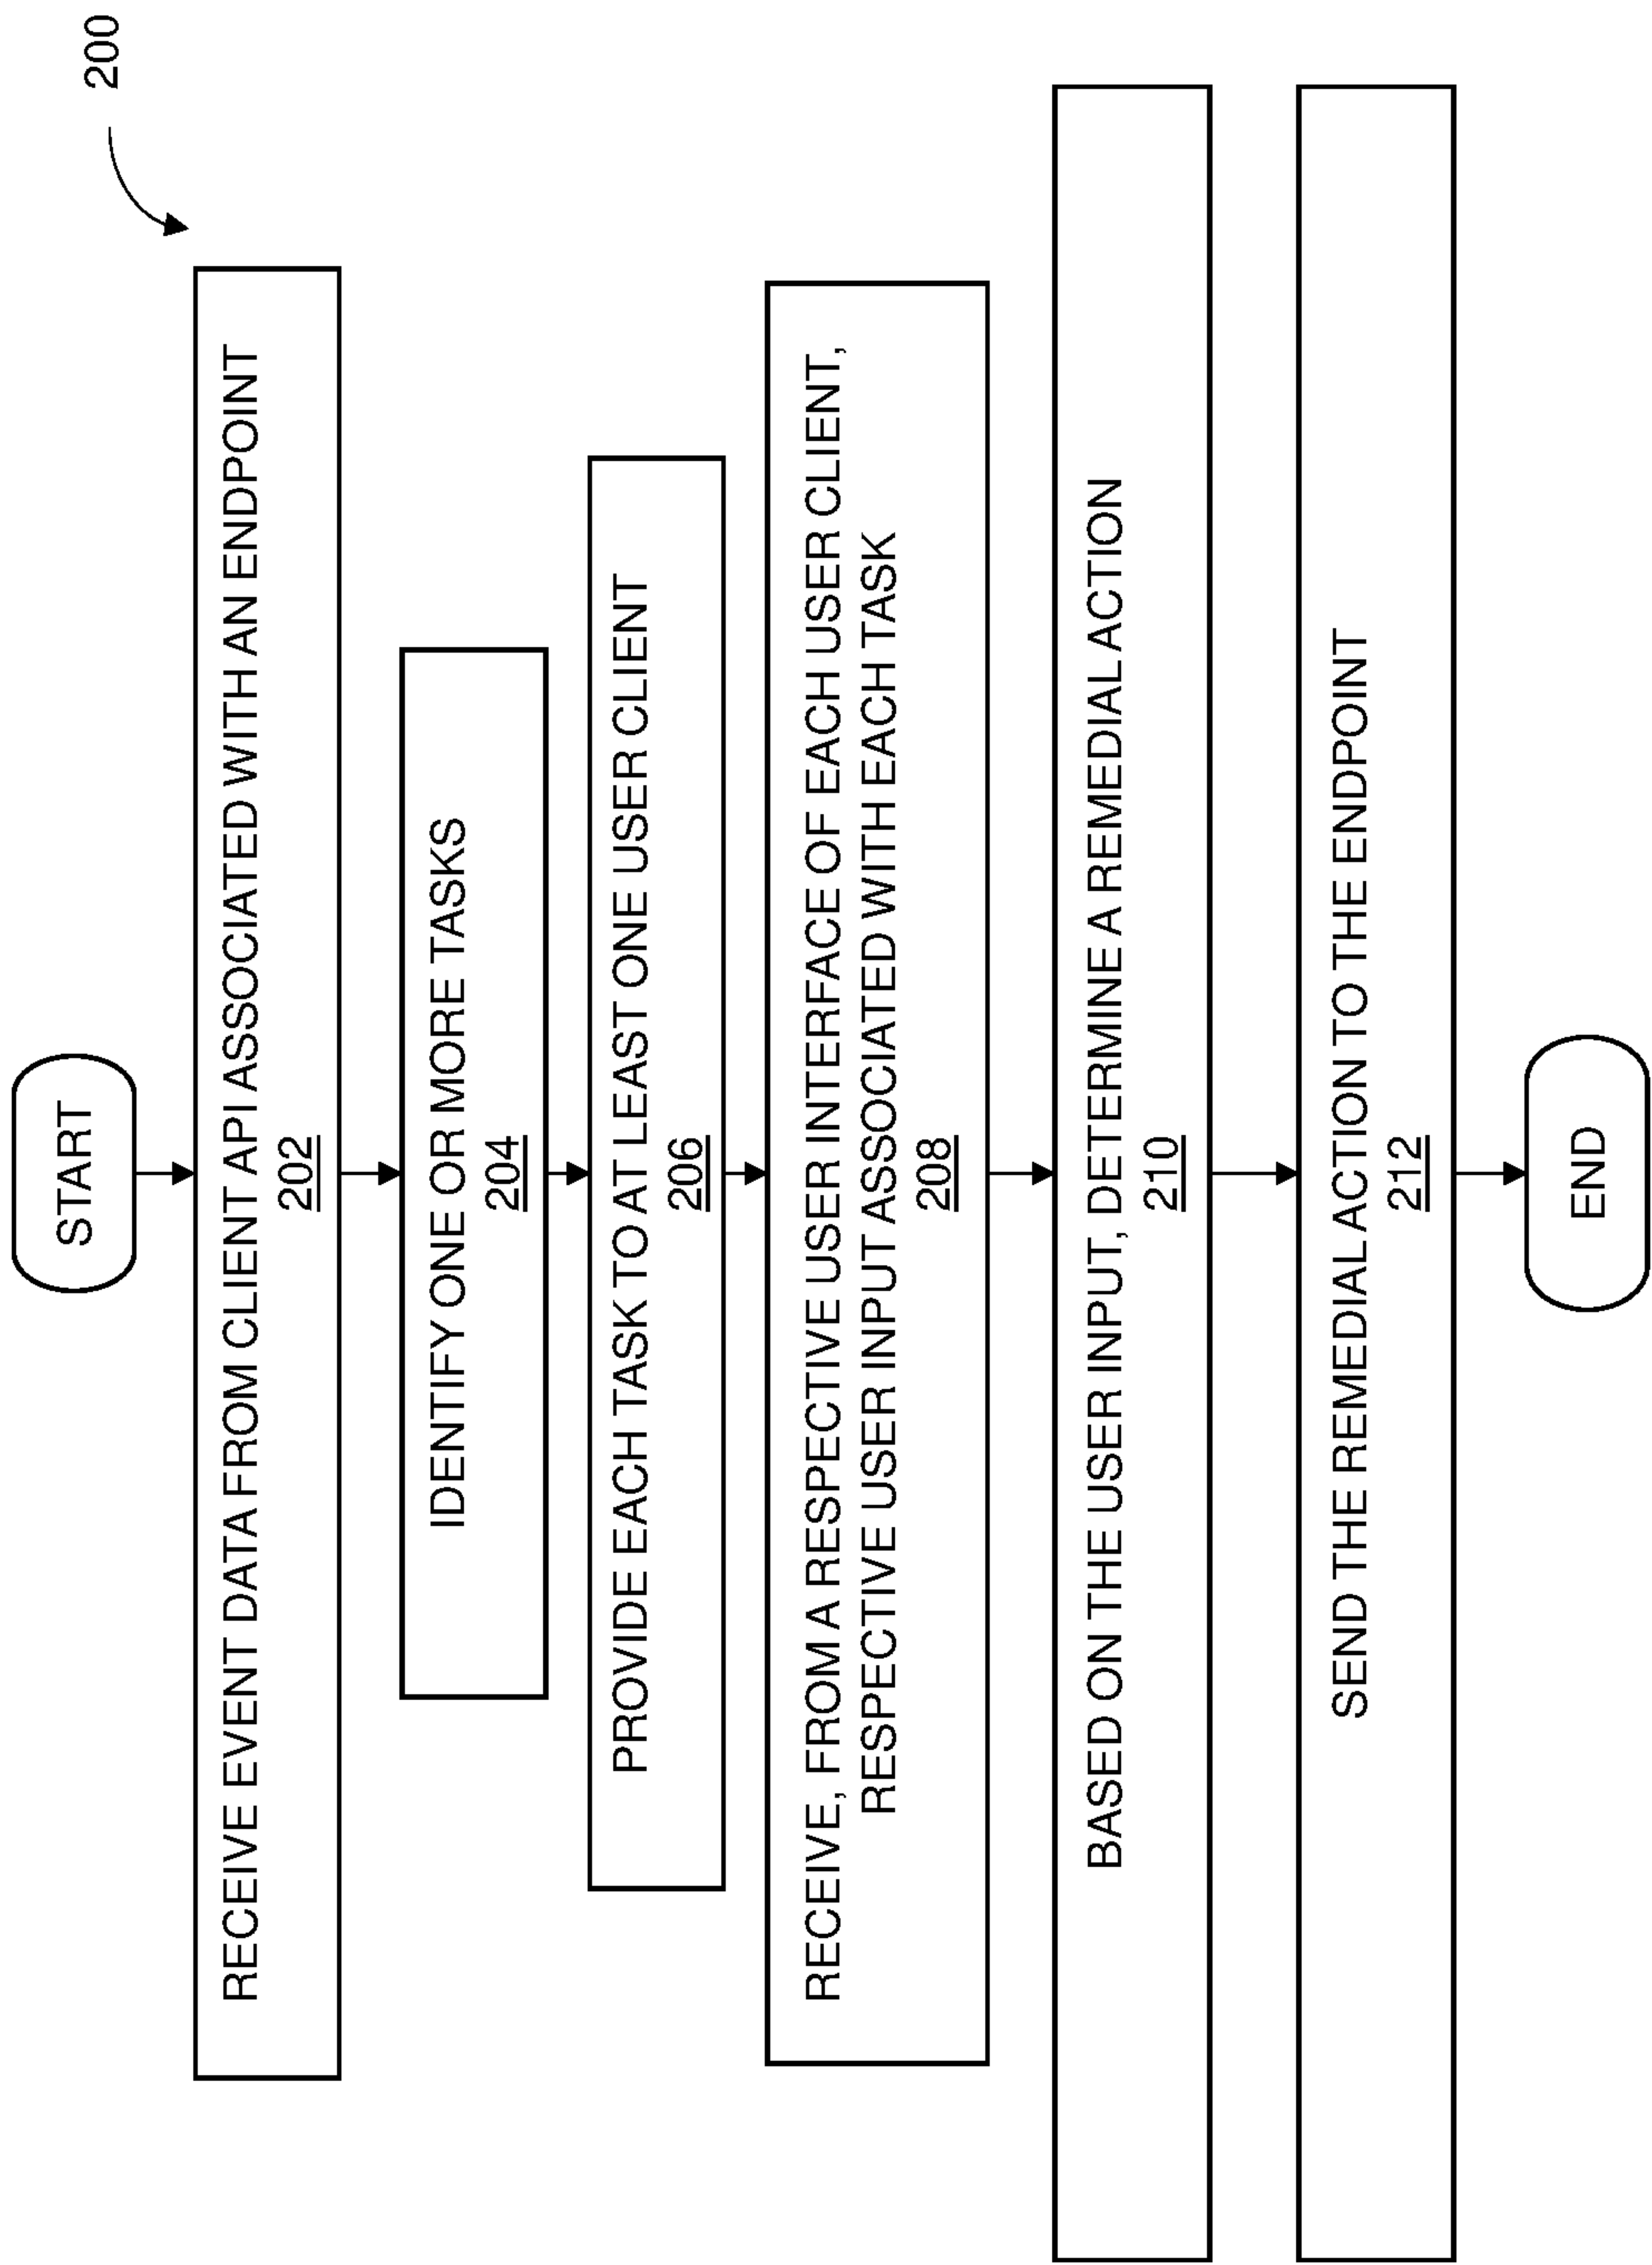 200
START
RECEIVE EVENT DATA FROM CLIENT API ASSOCIATED WITH AN ENDPOINT
202
IDENTIFY ONE OR MORE TASKS
204
PROVIDE EACH TASK TO AT LEAST ONE USER CLIENT
206
RECEIVE, FROM A RESPECTIVE USER INTERFACE OF EACH USER CLIENT,
RESPECTIVE USER INPUT ASSOCIATED WITH EACH TASK
208
BASED ON THE USER INPUT, DETERMINE A REMEDIAL ACTION
210
SEND THE REMEDIAL ACTION TO THE ENDPOINT
212
END